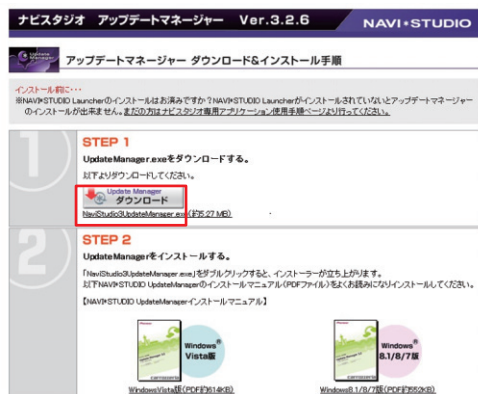 ナビスタジオ アップデートマネージャー Ver.3.2.6
NAVI*STUDIO
Update Manager
アップデートマネージャー ダウンロード&インストール手順
インストール前に・・・
※NAVI*STUDIO Launcherのインストールはお済みですか？NAVI*STUDIO Launcherがインストールされていないとアップデートマネージャー
のインストールが出来ません。まだの方はナビスタジオ専用アプリケーション使用手順ページより行ってください。
1
STEP 1
UpdateManager.exeをダウンロードする。
以下よりダウンロードしてください。
Update Manager
ダウンロード
NaviStudio3UpdateManager.exe(約5.27 MB)
2
STEP 2
UpdateManagerをインストールする。
「NaviStudio3UpdateManager.exe」をダブルクリックすると、インストーラーが立ち上がります。
以下NAVI*STUDIO UpdateManagerインストールマニュアル(PDFファイル)をよくお読みになりインストールしてください。
【NAVI*STUDIO UpdateManagerインストールマニュアル】
Windows®
Vista版
Windows®
8.1/8/7版
carrozzeria
carrozzeria
WindowsVista版(PDF約614KB)
Windows8.1/8/7版(PDF約552KB)